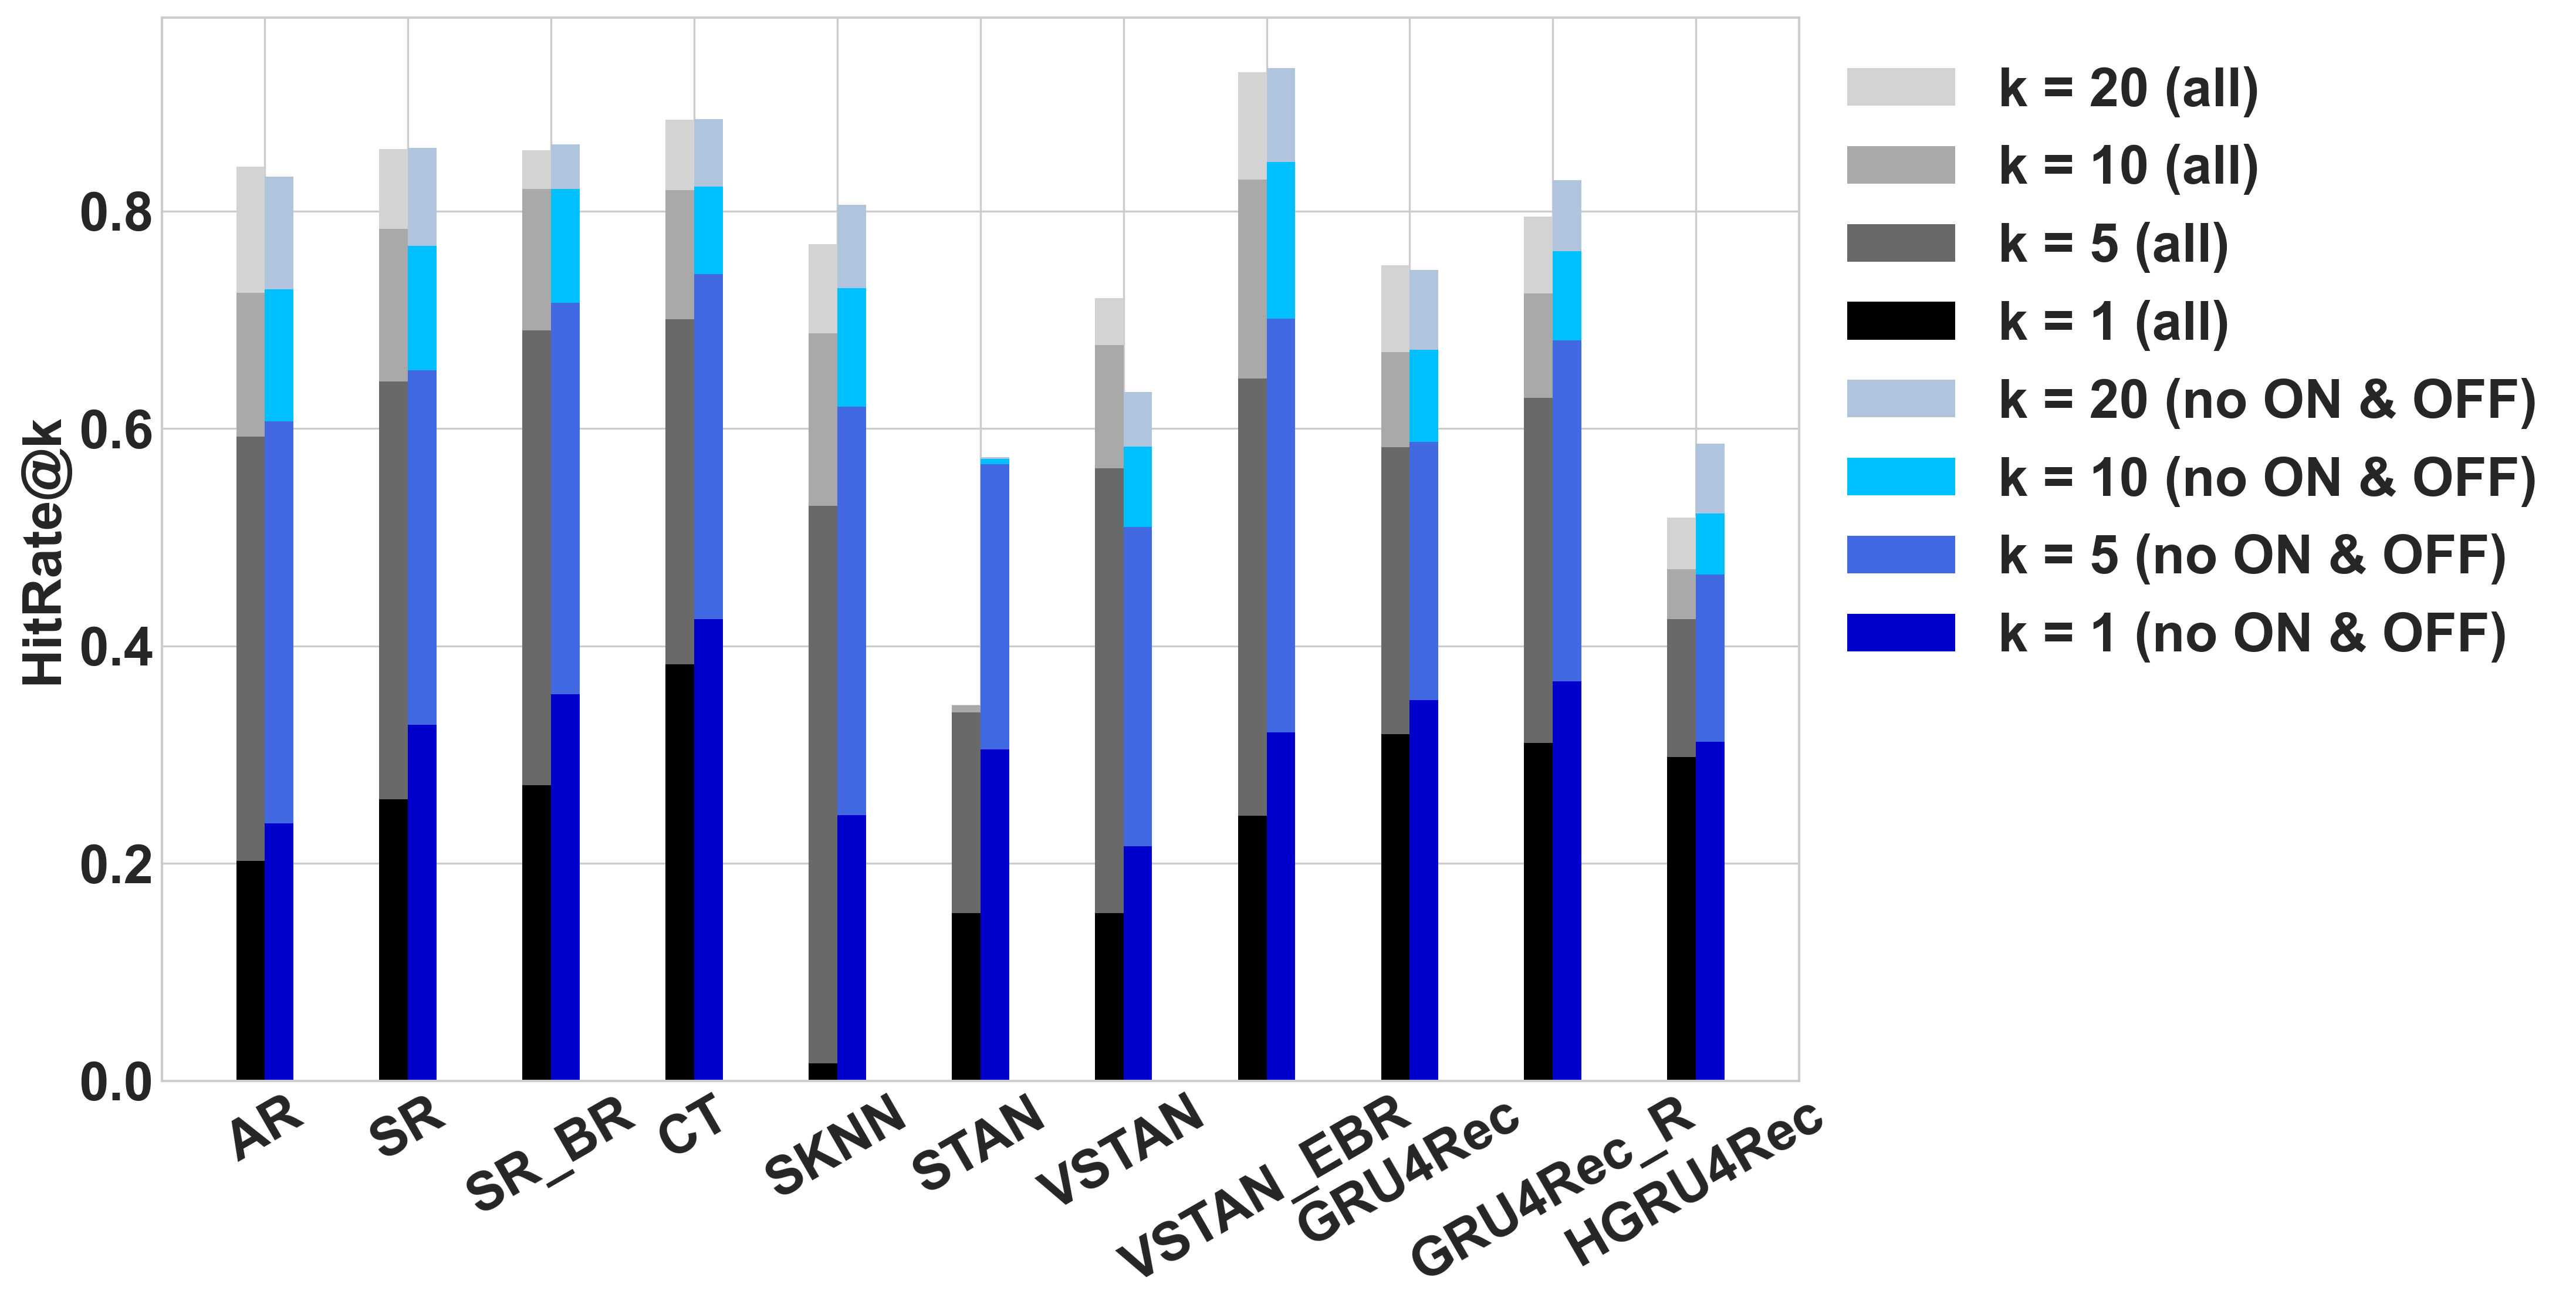 HitRate@k
0.8
0.6
0.4
0.2
0.0
AR
SR
SR_BR
CT
SKNN
STAN
VSTAN
VSTAN_EBR
GRU4Rec
GRU4Rec_R
HGRU4Rec
k = 20 (all)
k = 10 (all)
k = 5 (all)
k = 1 (all)
k = 20 (no ON & OFF)
k = 10 (no ON & OFF)
k = 5 (no ON & OFF)
k = 1 (no ON & OFF)